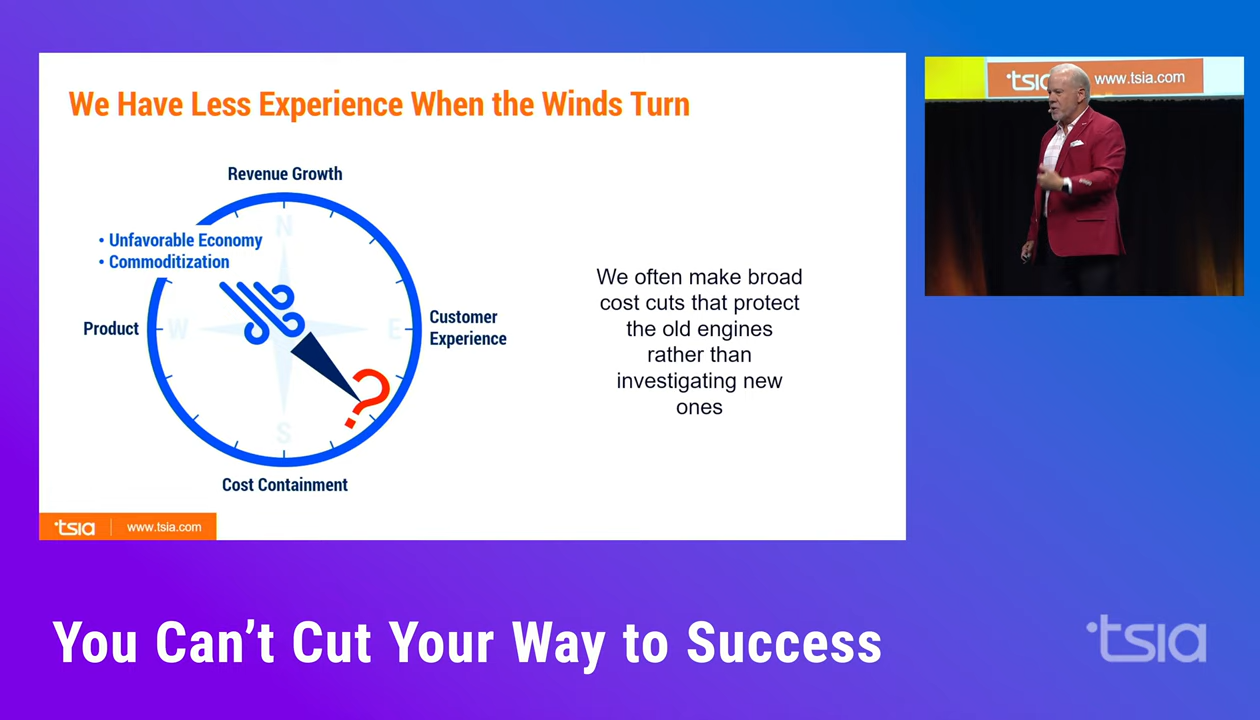 We Have Less Experience When the Winds Turn
Revenue Growth
N
• Unfavorable Economy
• Commoditization
Product
W
E
Customer
Experience
S
Cost Containment
We often make broad
cost cuts that protect
the old engines
rather than
investigating new
ones
?
tsia | www.tsia.com
tsia www.tsia.com
You Can't Cut Your Way to Success
tsia